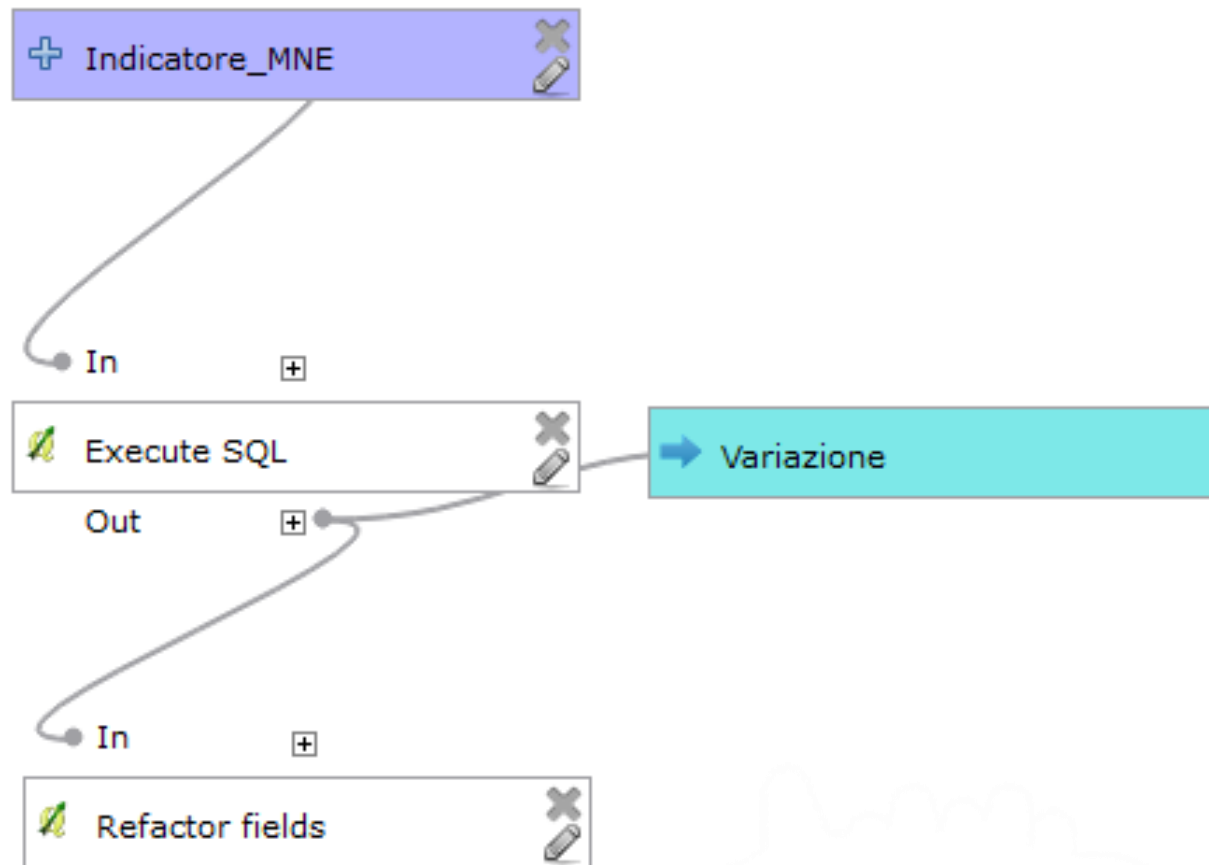 Indicatore_MNE
In
Execute SQL
Variazione
Out
In
Refactor fields